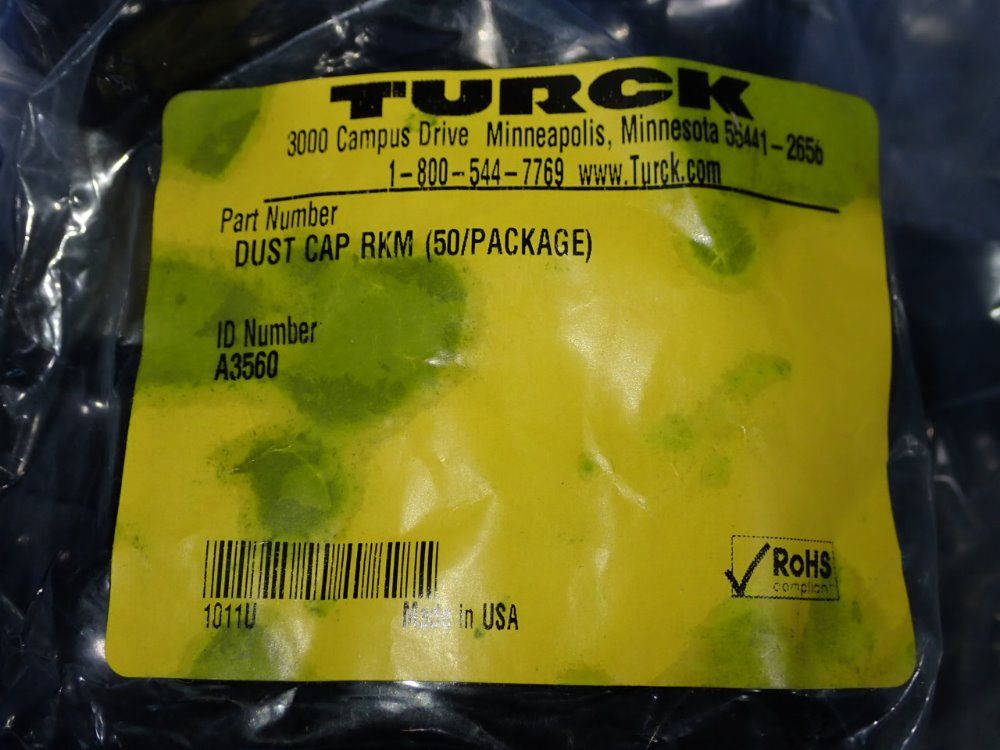 TURCK
3000 Campus Drive Minneapolis, Minnesota 55441-2656
1-800-544-7769 www.Turck.com
Part Number
DUST CAP RKM (50/PACKAGE)
ID Number
A3560
1011U Made in USA
RoHS
compliant